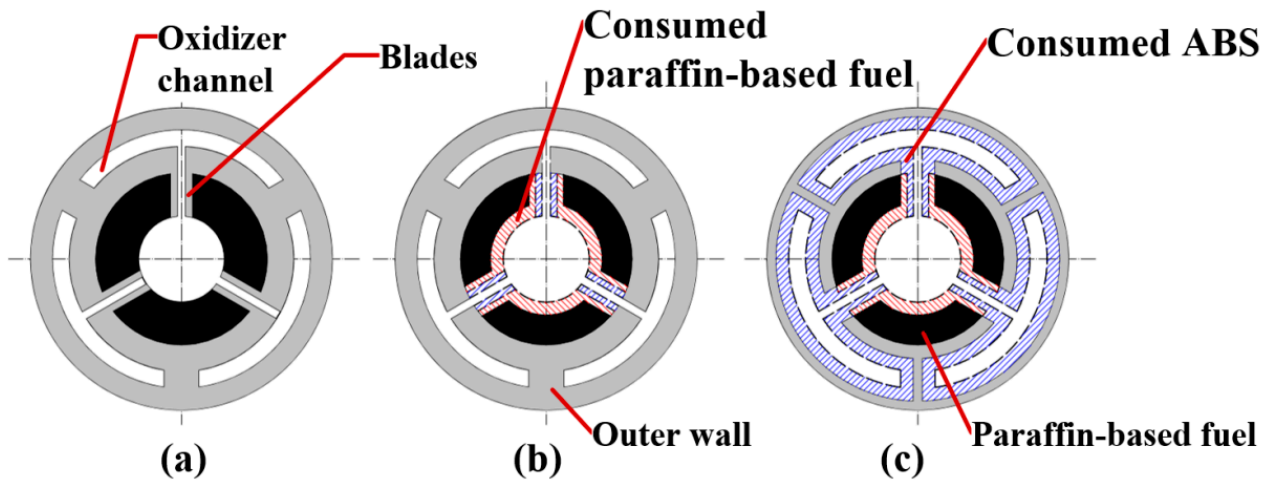 Oxidizer
channel
Blades
Consumed
paraffin-based fuel
Consumed ABS
Outer wall
Paraffin-based fuel
(a)
(b)
(c)